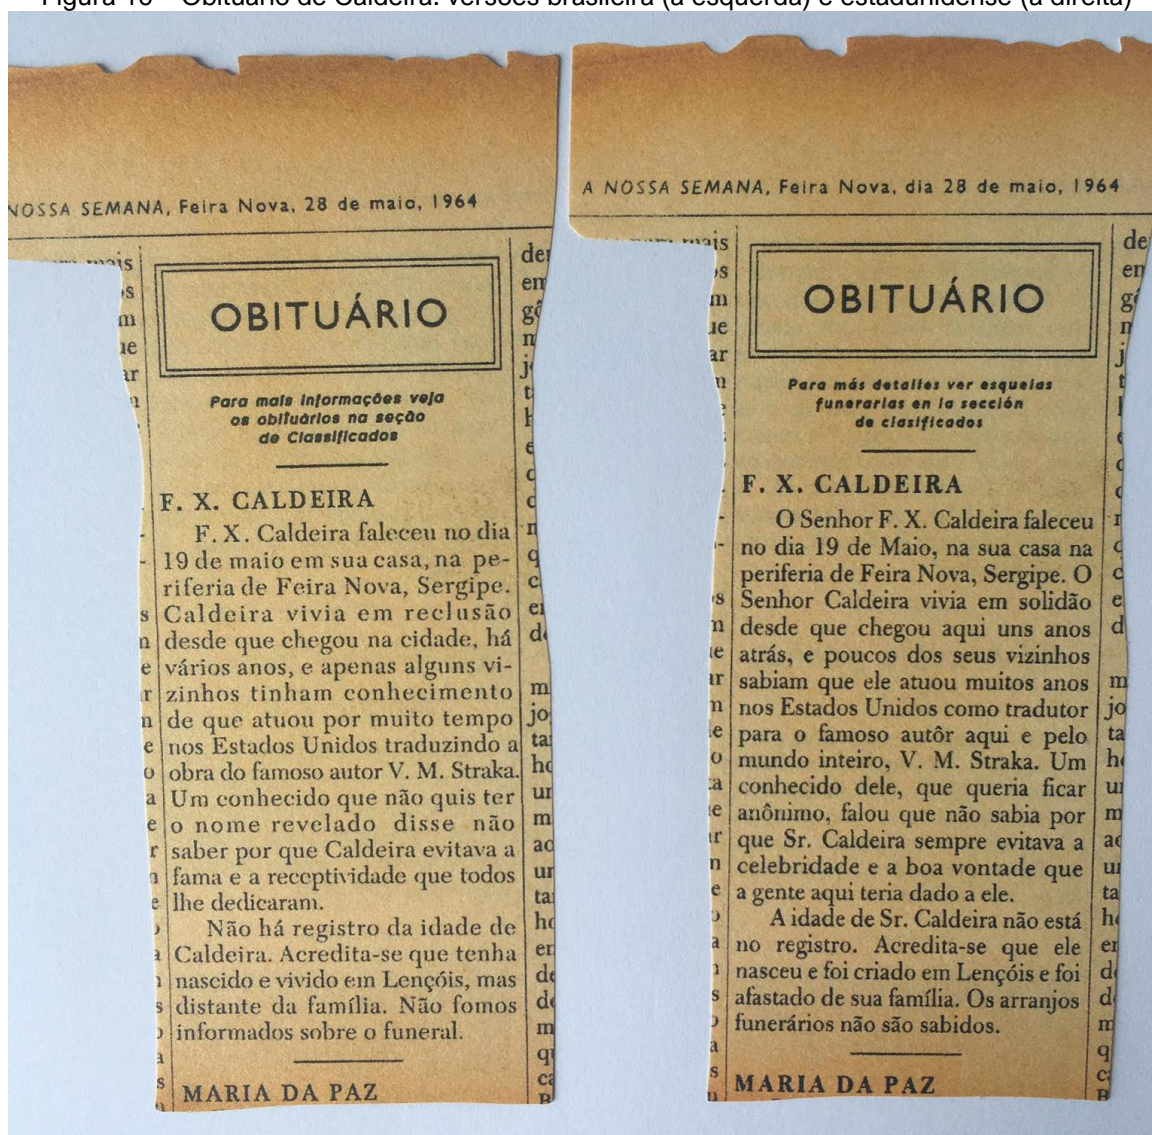 Figura 10 – Obituário de Caldeira: versões brasileira (à esquerda) e estadunidense (à direita)
NOSSA SEMANA, Feira Nova, 28 de maio, 1964
OBITUÁRIO
Para mais informações veja
os obituários na seção
de Classificados
F. X. CALDEIRA
F. X. Caldeira faleceu no dia
19 de maio em sua casa, na pe-
riferia de Feira Nova, Sergipe.
Caldeira vivia em reclusão
desde que chegou na cidade, há
vários anos, e apenas alguns vi-
zinhos tinham conhecimento
de que atuou por muito tempo
nos Estados Unidos traduzindo a
obra do famoso autor V. M. Straka.
Um conhecido que não quis ter
o nome revelado disse não
saber por que Caldeira evitava a
fama e a receptividade que todos
lhe dedicaram.
Não há registro da idade de
Caldeira. Acredita-se que tenha
nascido e vivido em Lençóis, mas
distante da família. Não fomos
informados sobre o funeral.
MARIA DA PAZ
A NOSSA SEMANA, Feira Nova, dia 28 de maio, 1964
mais
OBITUÁRIO
Para más detalles ver esquelas
funerarias en la sección
de clasificados
F. X. CALDEIRA
O Senhor F. X. Caldeira faleceu
no dia 19 de Maio, na sua casa na
periferia de Feira Nova, Sergipe. O
Senhor Caldeira vivia em solidão
desde que chegou aqui uns anos
atrás, e poucos dos seus vizinhos
sabiam que ele atuou muitos anos
nos Estados Unidos como tradutor
para o famoso autôr aqui e pelo
mundo inteiro, V. M. Straka. Um
conhecido dele, que queria ficar
anônimo, falou que não sabia por
que Sr. Caldeira sempre evitava a
celebridade e a boa vontade que
a gente aqui teria dado a ele.
A idade de Sr. Caldeira não está
no registro. Acredita-se que ele
nasceu e foi criado em Lençóis e foi
afastado de sua família. Os arranjos
funerários não são sabidos.
MARIA DA PAZ